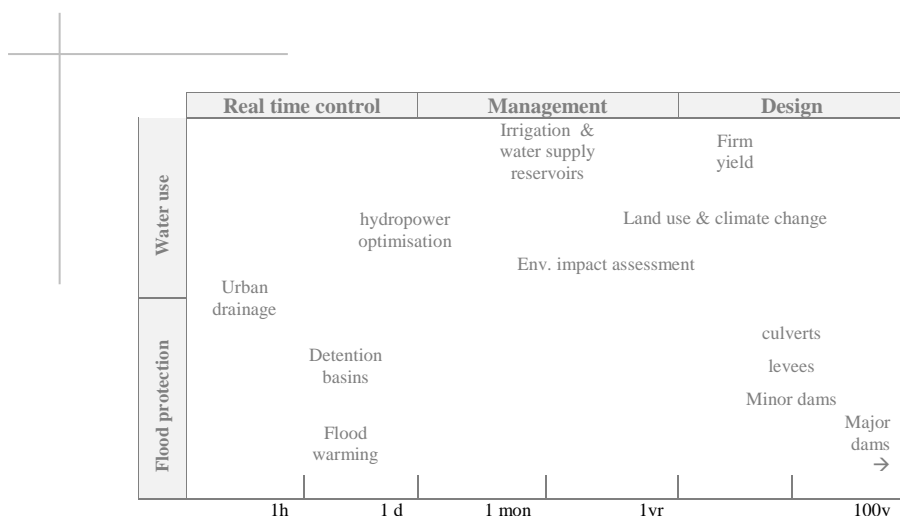 Real time control
Management
Design
Water use
Irrigation &
water supply
reservoirs
Firm
yield
hydropower
optimisation
Land use & climate change
Env. impact assessment
Urban
drainage
Flood protection
culverts
Detention
basins
levees
Minor dams
Flood
warming
Major
dams
→
1h
1 d
1 mon
1yr
100y